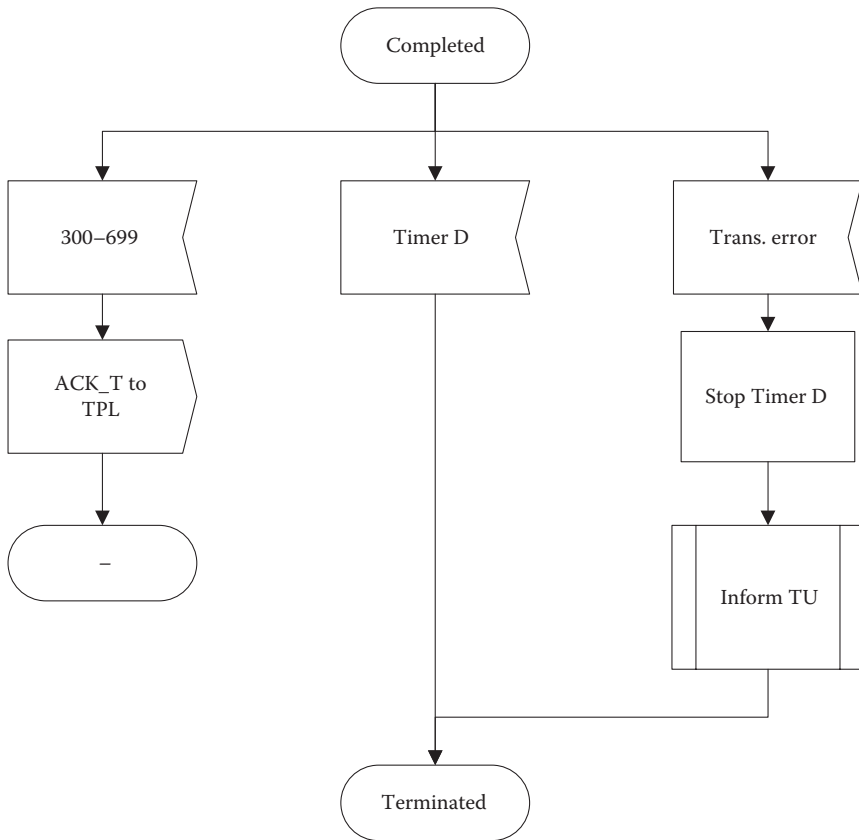 Completed
300–699
Timer D
Trans. error
ACK_T to
TPL
Stop Timer D
–
Inform TU
Terminated